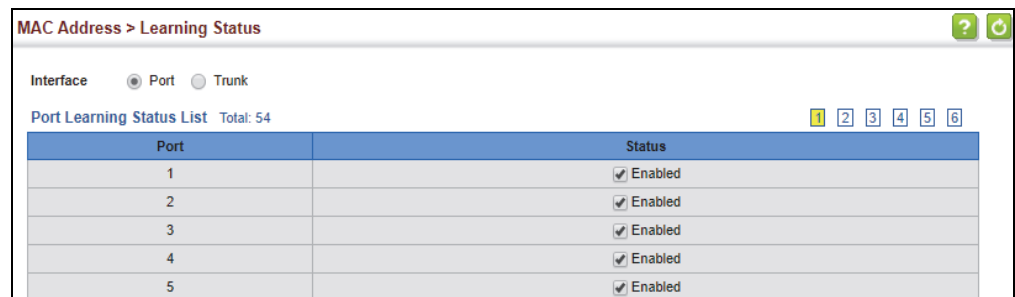 MAC Address > Learning Status ?
Interface Port Trunk
Port Learning Status List Total: 54 1 2 3 4 5 6
Port Status
1 Enabled
2 Enabled
3 Enabled
4 Enabled
5 Enabled